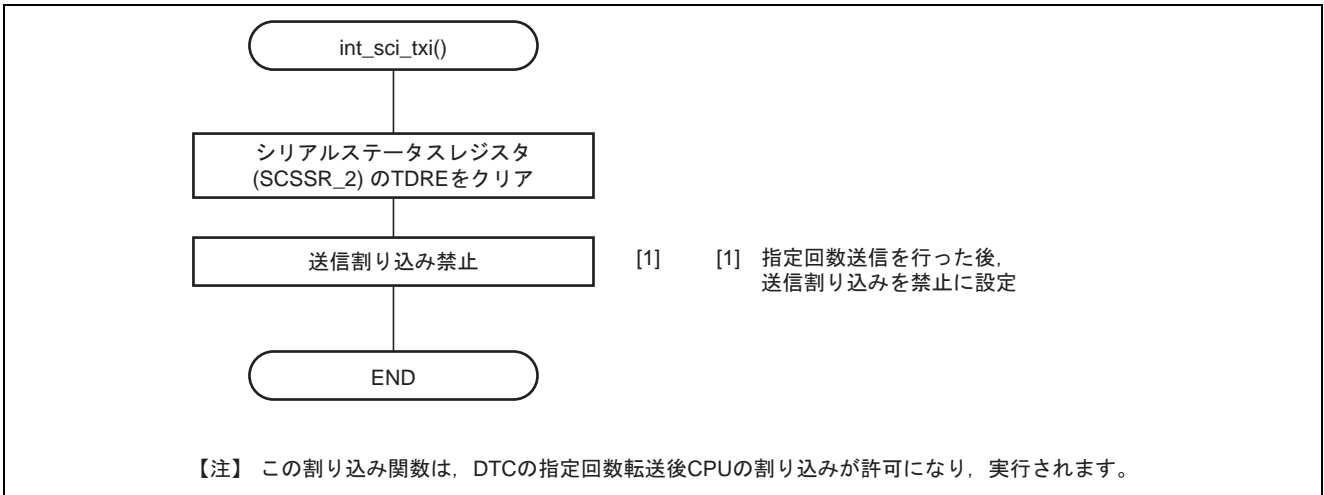 int_sci_txi()
シリアルステータスレジスタ
(SCSSR_2) のTDREをクリア
送信割り込み禁止 [1] [1] 指定回数送信を行った後,
送信割り込みを禁止に設定
END
【注】 この割り込み関数は，DTCの指定回数転送後CPUの割り込みが許可になり，実行されます。